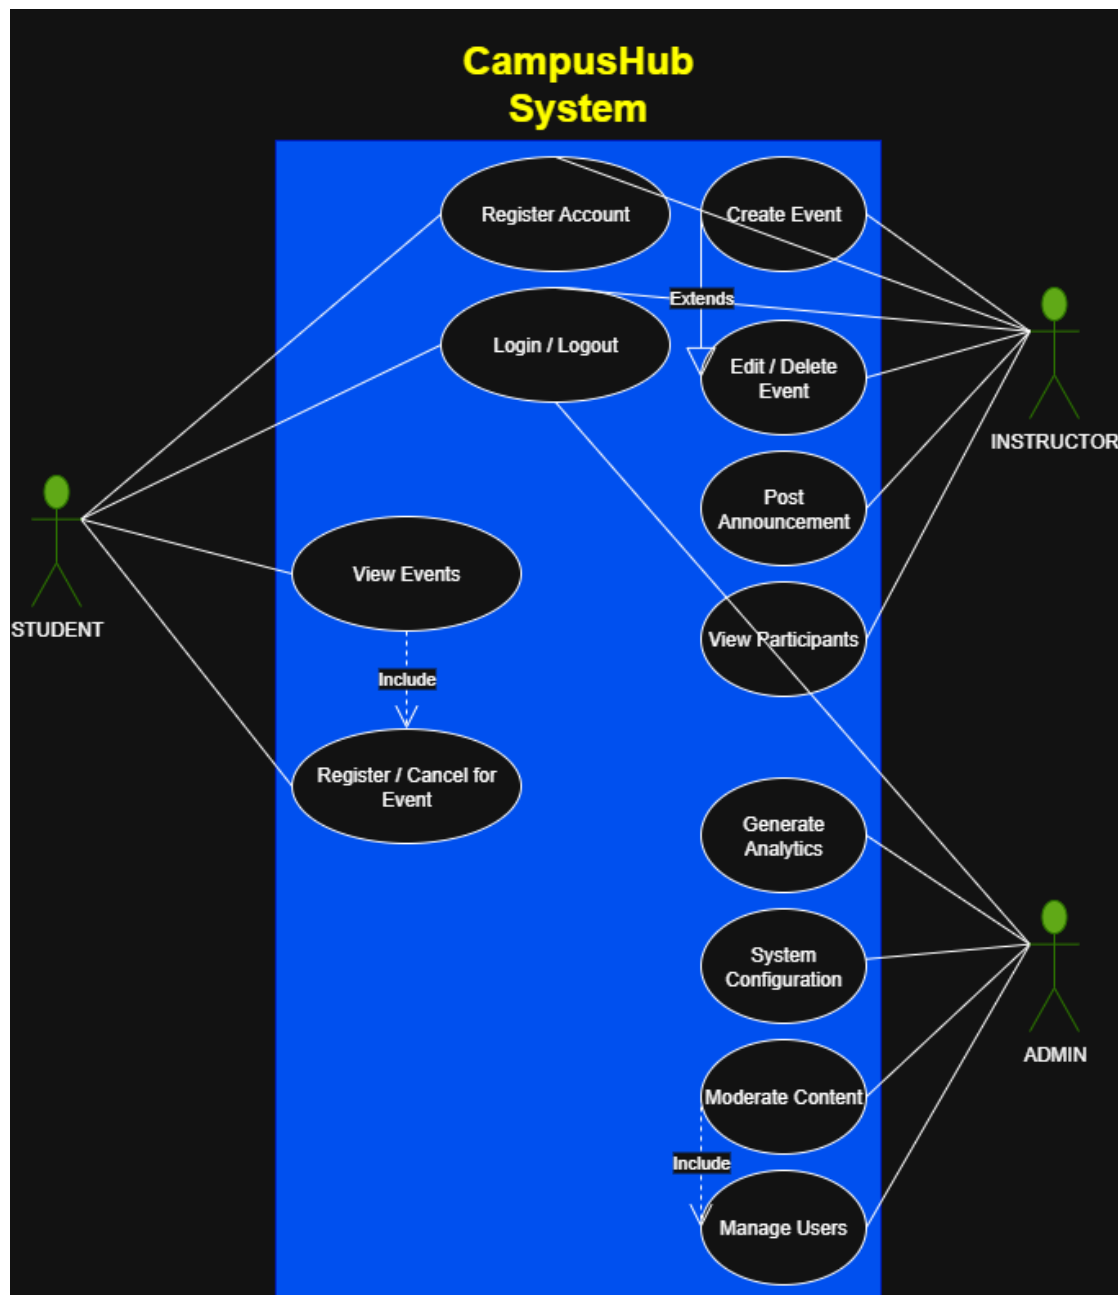 CampusHub
System
Register Account
Create Event
Extends
Login / Logout
Edit / Delete
Event
INSTRUCTOR
Post
Announcement
View Events
STUDENT
View Participants
Include
Register / Cancel for
Event
Generate
Analytics
System
Configuration
ADMIN
Moderate Content
Include
Manage Users